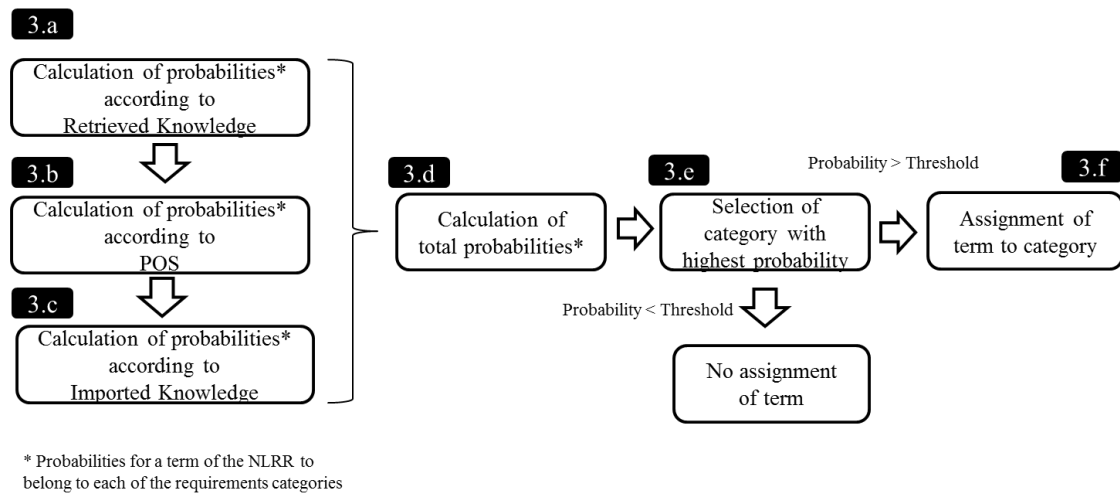 3.a
Calculation of probabilities*
according to
Retrieved Knowledge
3.b
Calculation of probabilities*
according to
POS
3.c
Calculation of probabilities*
according to
Imported Knowledge
3.d
Calculation of
total probabilities*
3.e
Selection of
category with
highest probability
Probability > Threshold
3.f
Assignment of
term to category
Probability < Threshold
No assignment
of term
* Probabilities for a term of the NLRR to
belong to each of the requirements categories